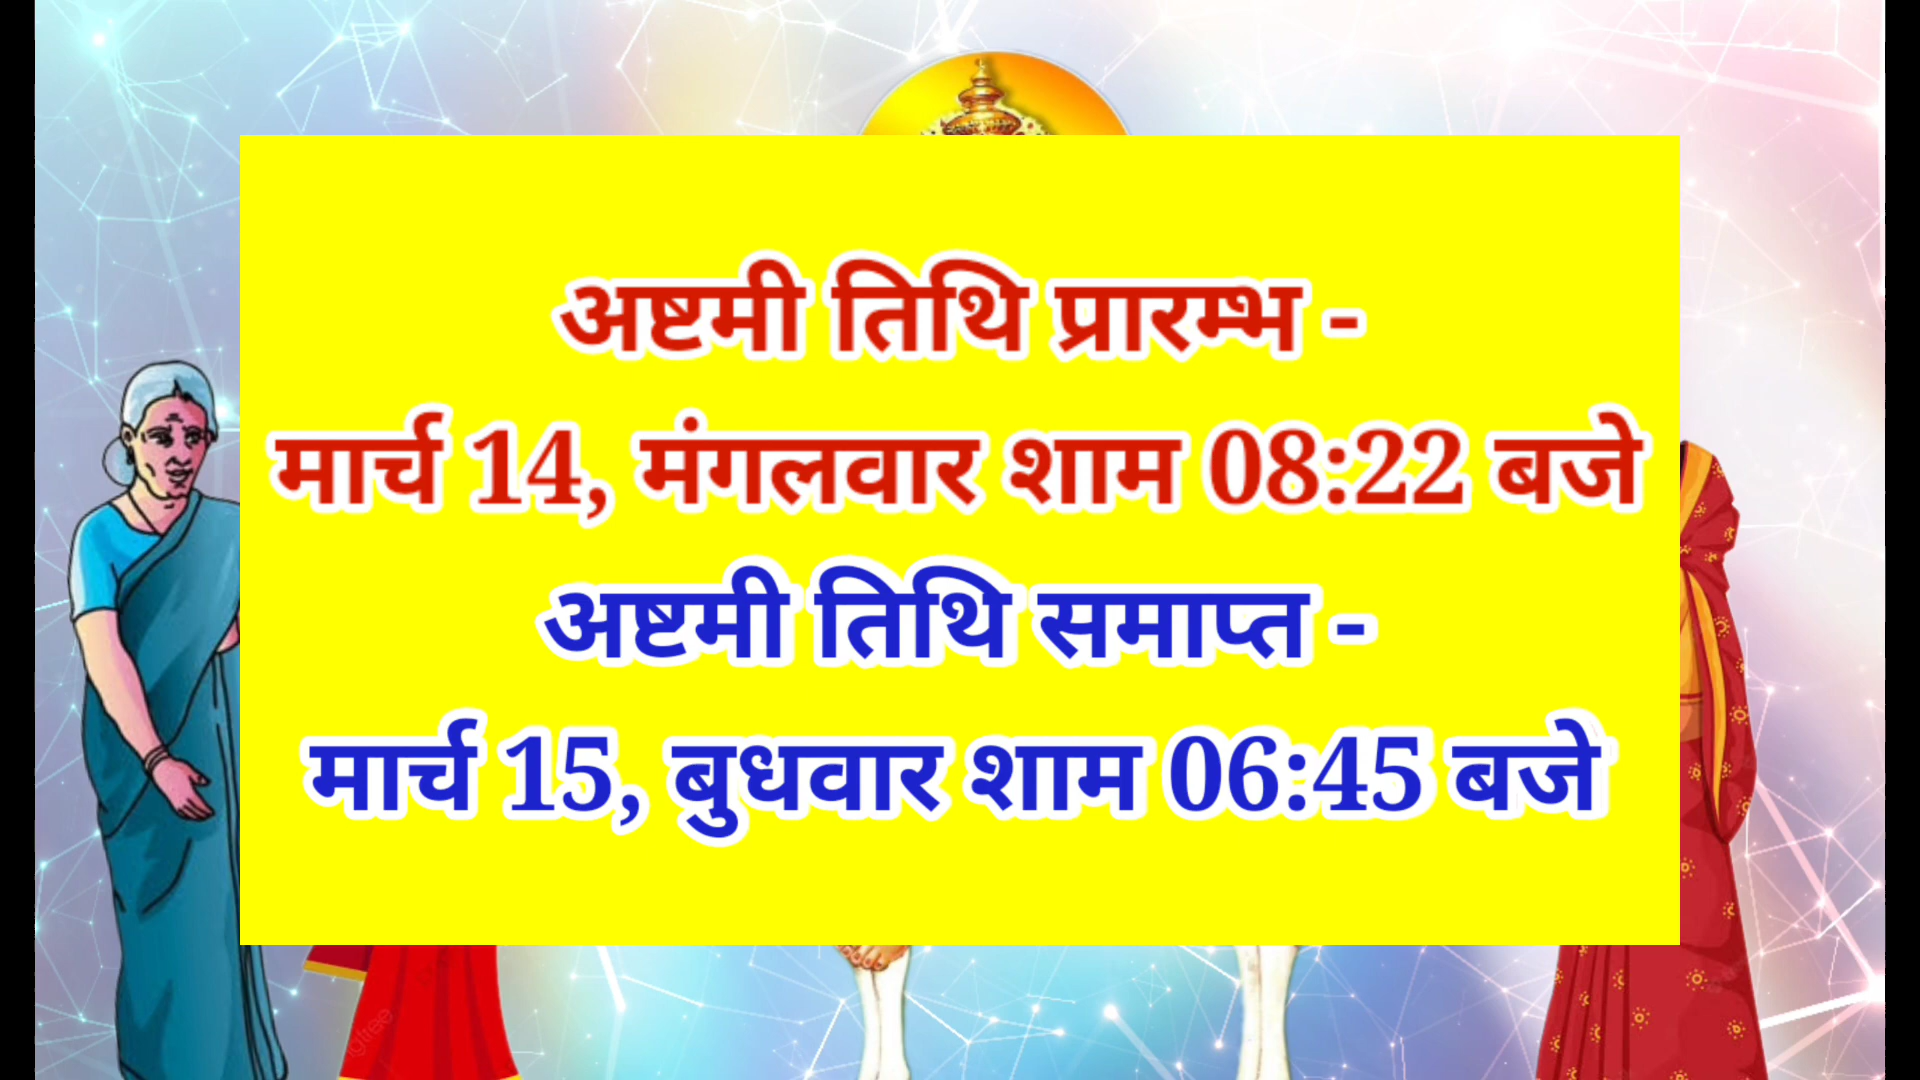 अष्टमी तिथि प्रारम्भ -
मार्च 14, मंगलवार शाम 08:22 बजे
अष्टमी तिथि समाप्त -
मार्च 15, बुधवार शाम 06:45 बजे